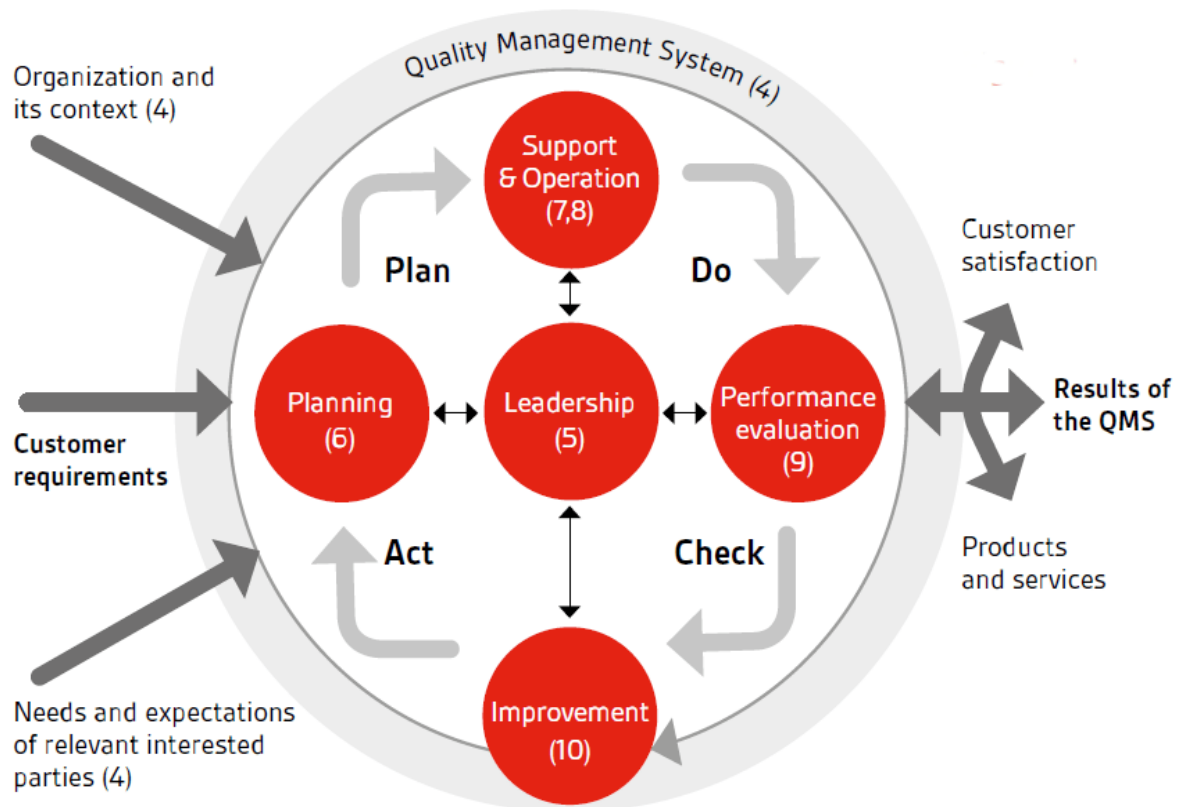 Quality Management System (4)
Organization and
its context (4)
Support
& Operation
(7,8)
Plan
Do
Customer
satisfaction
Planning
(6)
Leadership
(5)
Performance
evaluation
(9)
Results of
the QMS
Customer
requirements
Act
Check
Products
and services
Needs and expectations
of relevant interested
parties (4)
Improvement
(10)